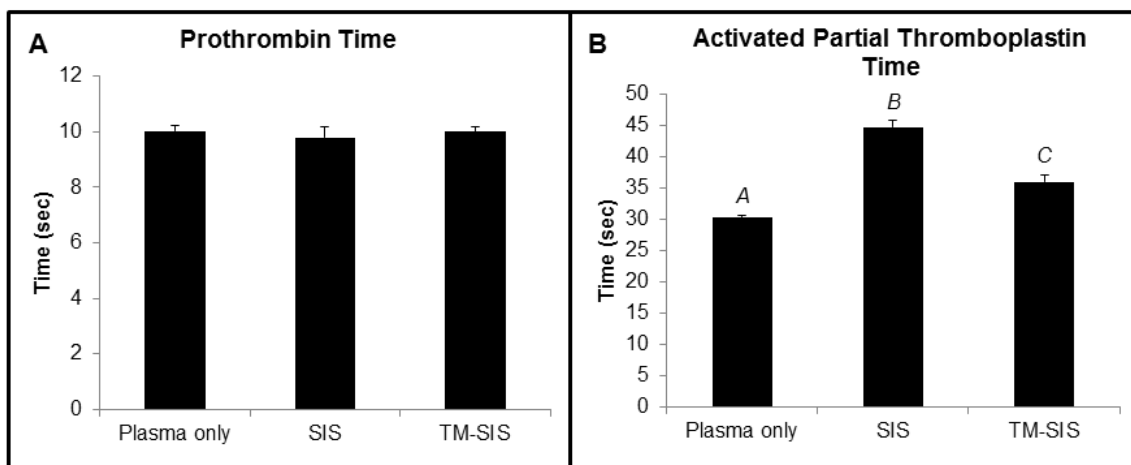 A
Prothrombin Time
12
10
8
6
4
2
0
Time (sec)
Plasma only SIS TM-SIS
B
Activated Partial Thromboplastin
Time
50
45
40
35
30
25
20
15
10
5
0
Time (sec)
A
B
C
Plasma only SIS TM-SIS